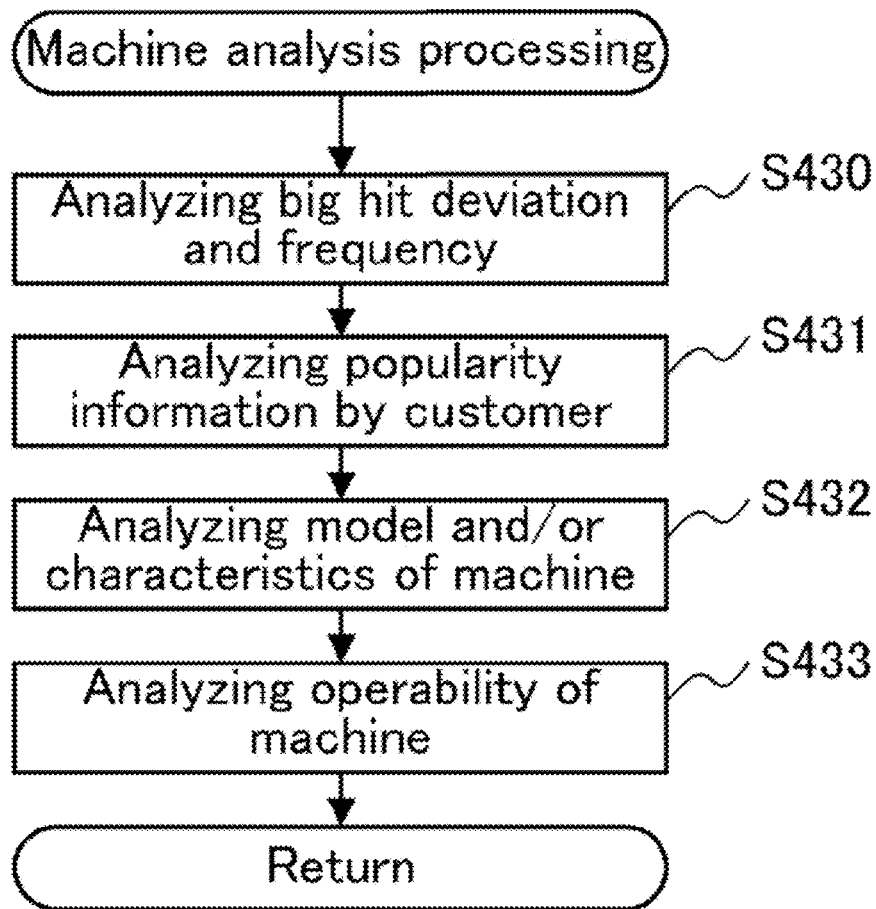 Machine analysis processing
S430
Analyzing big hit deviation
and frequency
S431
Analyzing popularity
information by customer
S432
Analyzing model and/or
characteristics of machine
S433
Analyzing operability of
machine
Return